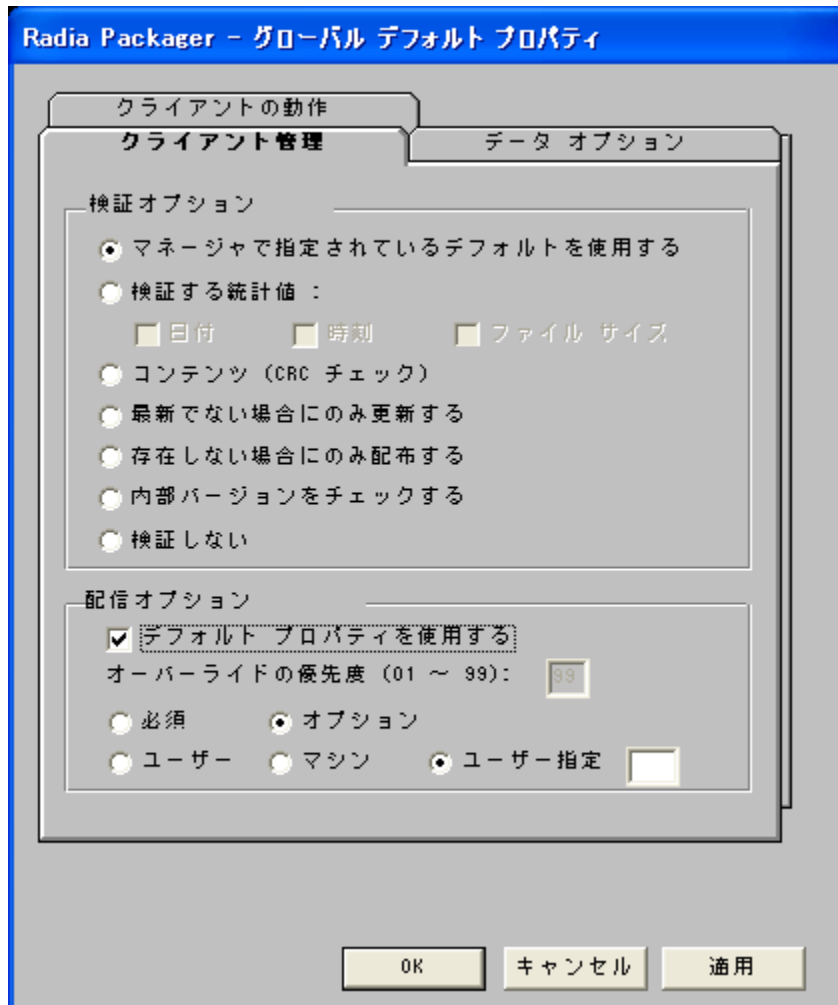 Radia Packager - グローバル デフォルト プロパティ
クライアントの動作
クライアント管理
データ オプション
検証オプション
マネージャで指定されているデフォルトを使用する
検証する統計値 :
日付 時刻 ファイル サイズ
コンテンツ (CRC チェック)
最新でない場合にのみ更新する
存在しない場合にのみ配布する
内部バージョンをチェックする
検証しない
配信オプション
デフォルト プロパティを使用する
オーバーライドの優先度 (01 ～ 99): 99
必須 オプション
ユーザー マシン ユーザー指定
OK キャンセル 適用